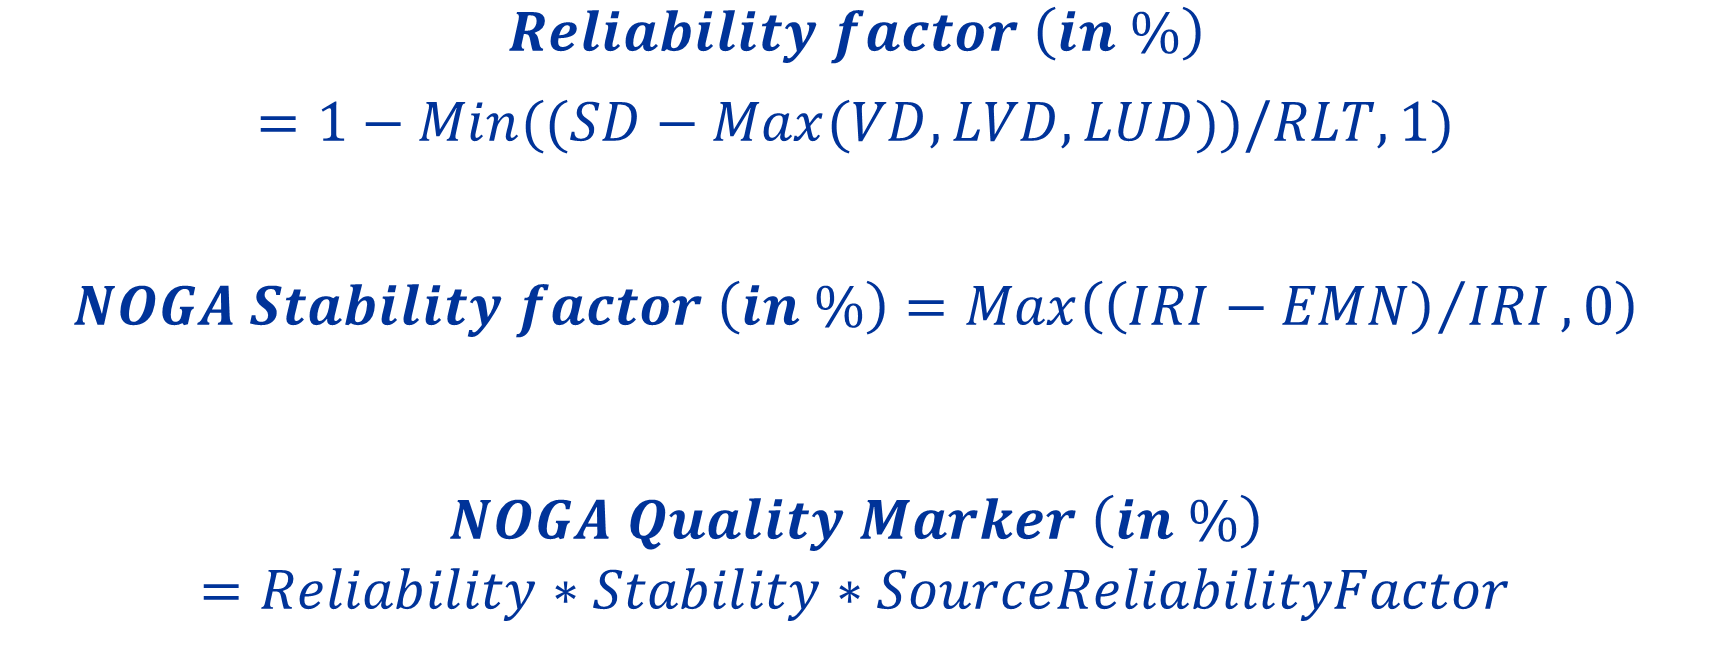 Reliability factor (in %)
= 1 − Min((SD − Max(VD, LVD, LUD))/RLT, 1)
NOGA Stability factor (in %) = Max((IRI − EMN)/IRI , 0)
NOGA Quality Marker (in %)
= Reliability ∗ Stability ∗ SourceReliabilityFactor